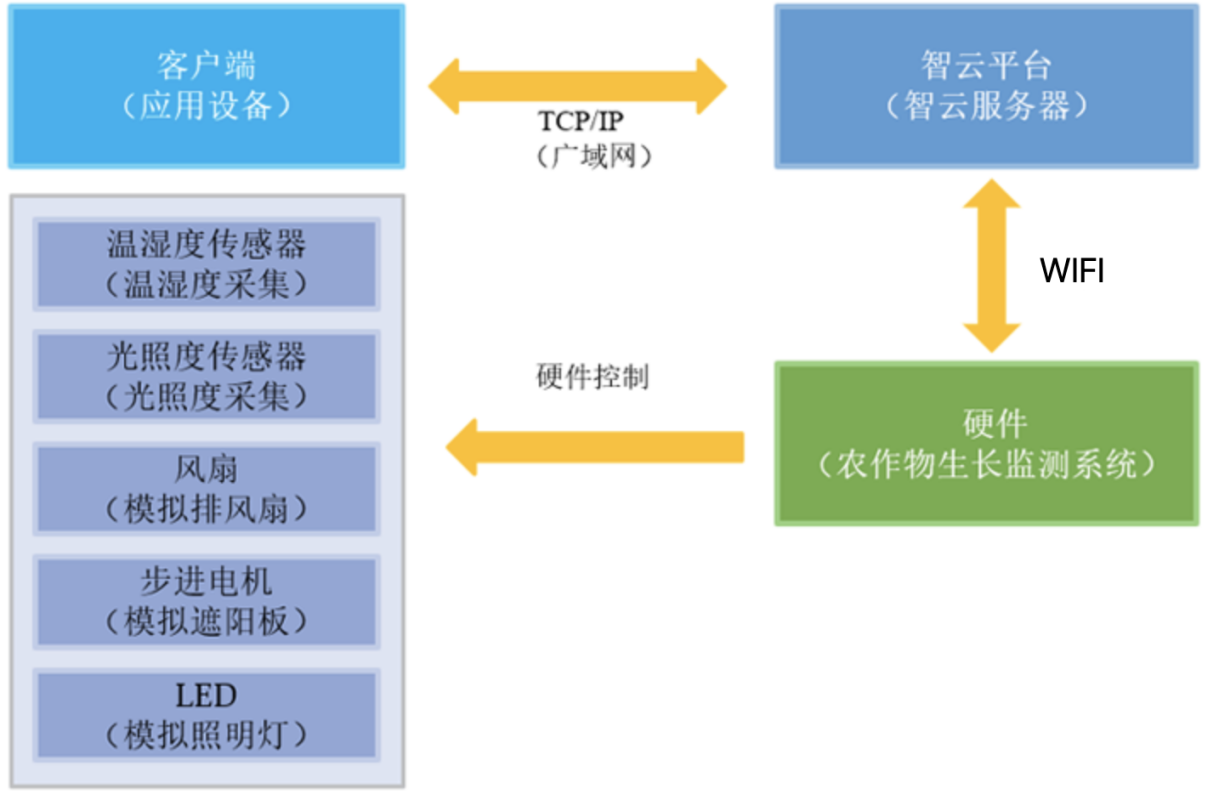 客户端
（应用设备）
TCP/IP
（广域网）
智云平台
（智云服务器）
WIFI
温湿度传感器
（温湿度采集）
光照度传感器
（光照度采集）
风扇
（模拟排风扇）
步进电机
（模拟遮阳板）
LED
（模拟照明灯）
硬件控制
硬件
（农作物生长监测系统）